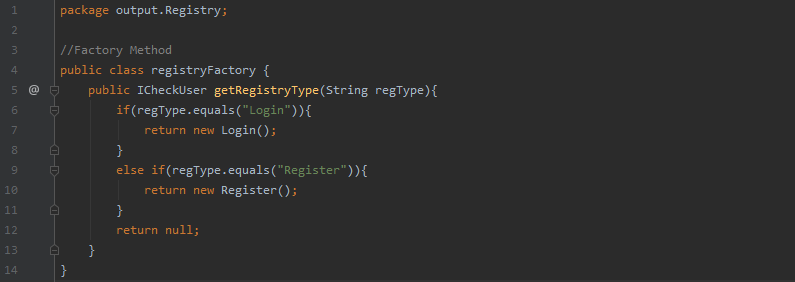 1 package output.Registry;
2
3 //Factory Method
4 public class registryFactory {
5 @ public ICheckUser getRegistryType(String regType){
6 if(regType.equals("Login")){
7 return new Login();
8 }
9 else if(regType.equals("Register")){
10 return new Register();
11 }
12 return null;
13 }
14 }